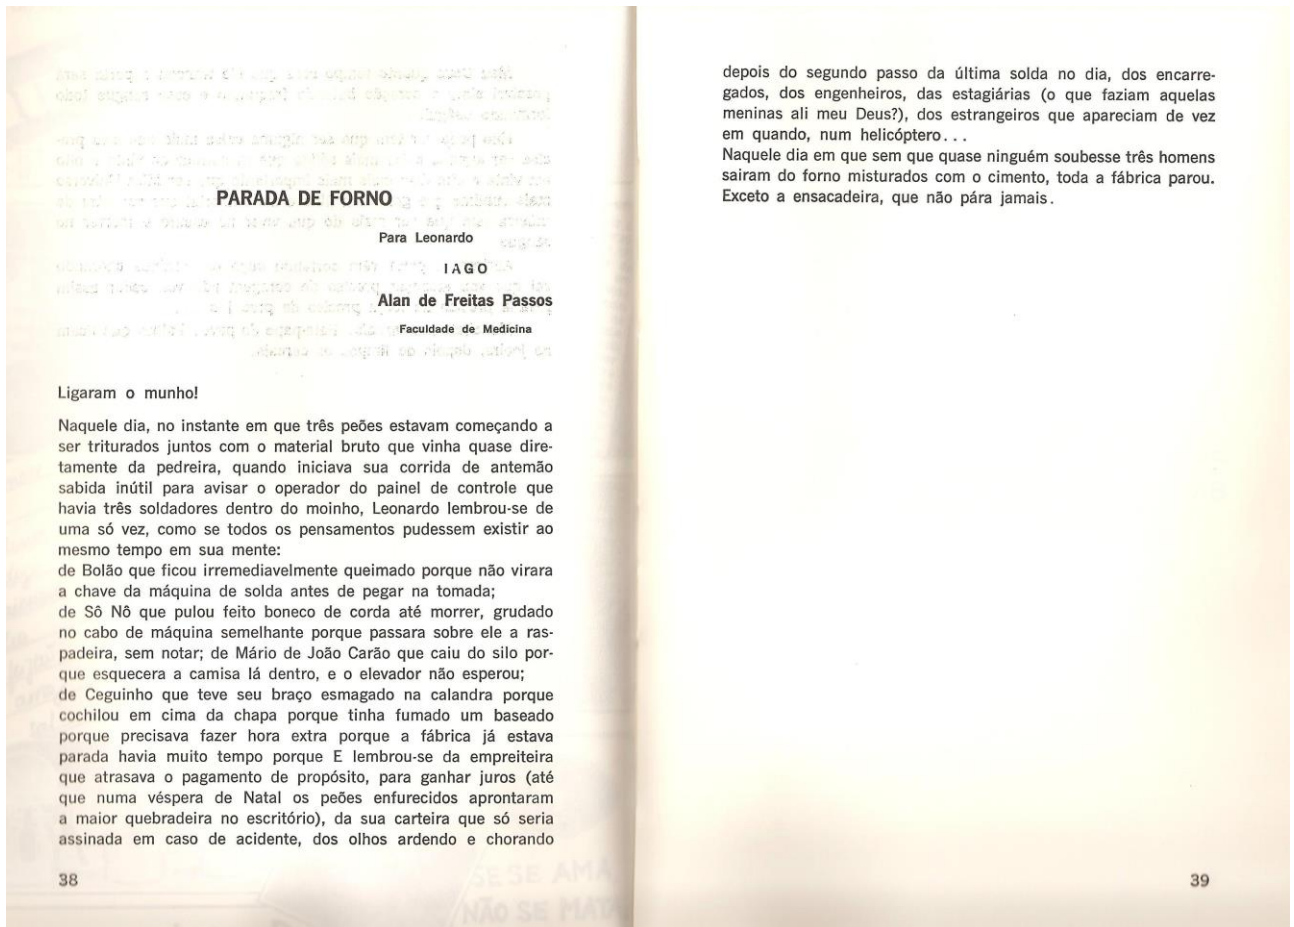 PARADA DE FORNO
Para Leonardo
IAGO
Alan de Freitas Passos
Faculdade de Medicina
Ligaram o munho!
Naquele dia, no instante em que três peões estavam começando a
ser triturados juntos com o material bruto que vinha quase dire-
tamente da pedreira, quando iniciava sua corrida de antemão
sabida inútil para avisar o operador do painel de controle que
havia três soldadores dentro do moinho, Leonardo lembrou-se de
uma só vez, como se todos os pensamentos pudessem existir ao
mesmo tempo em sua mente:
de Bolão que ficou irremediavelmente queimado porque não virara
a chave da máquina de solda antes de pegar na tomada;
de Sô Nô que pulou feito boneco de corda até morrer, grudado
no cabo de máquina semelhante porque passara sobre ele a ras-
padeira, sem notar; de Mário de João Carão que caiu do silo por-
que esquecera a camisa lá dentro, e o elevador não esperou;
de Ceguinho que teve seu braço esmagado na calandra porque
cochilou em cima da chapa porque tinha fumado um baseado
porque precisava fazer hora extra porque a fábrica já estava
parada havia muito tempo porque E lembrou-se da empreiteira
que atrasava o pagamento de propósito, para ganhar juros (até
que numa véspera de Natal os peões enfurecidos aprontaram
a maior quebradeira no escritório), da sua carteira que só seria
assinada em caso de acidente, dos olhos ardendo e chorando
38
SE SE AMA
NÃO SE MATA
depois do segundo passo da última solda no dia, dos encarre-
gados, dos engenheiros, das estagiárias (o que faziam aquelas
meninas ali meu Deus?), dos estrangeiros que apareciam de vez
em quando, num helicóptero...
Naquele dia em que sem que quase ninguém soubesse três homens
sairam do forno misturados com o cimento, toda a fábrica parou.
Exceto a ensacadeira, que não pára jamais.
39